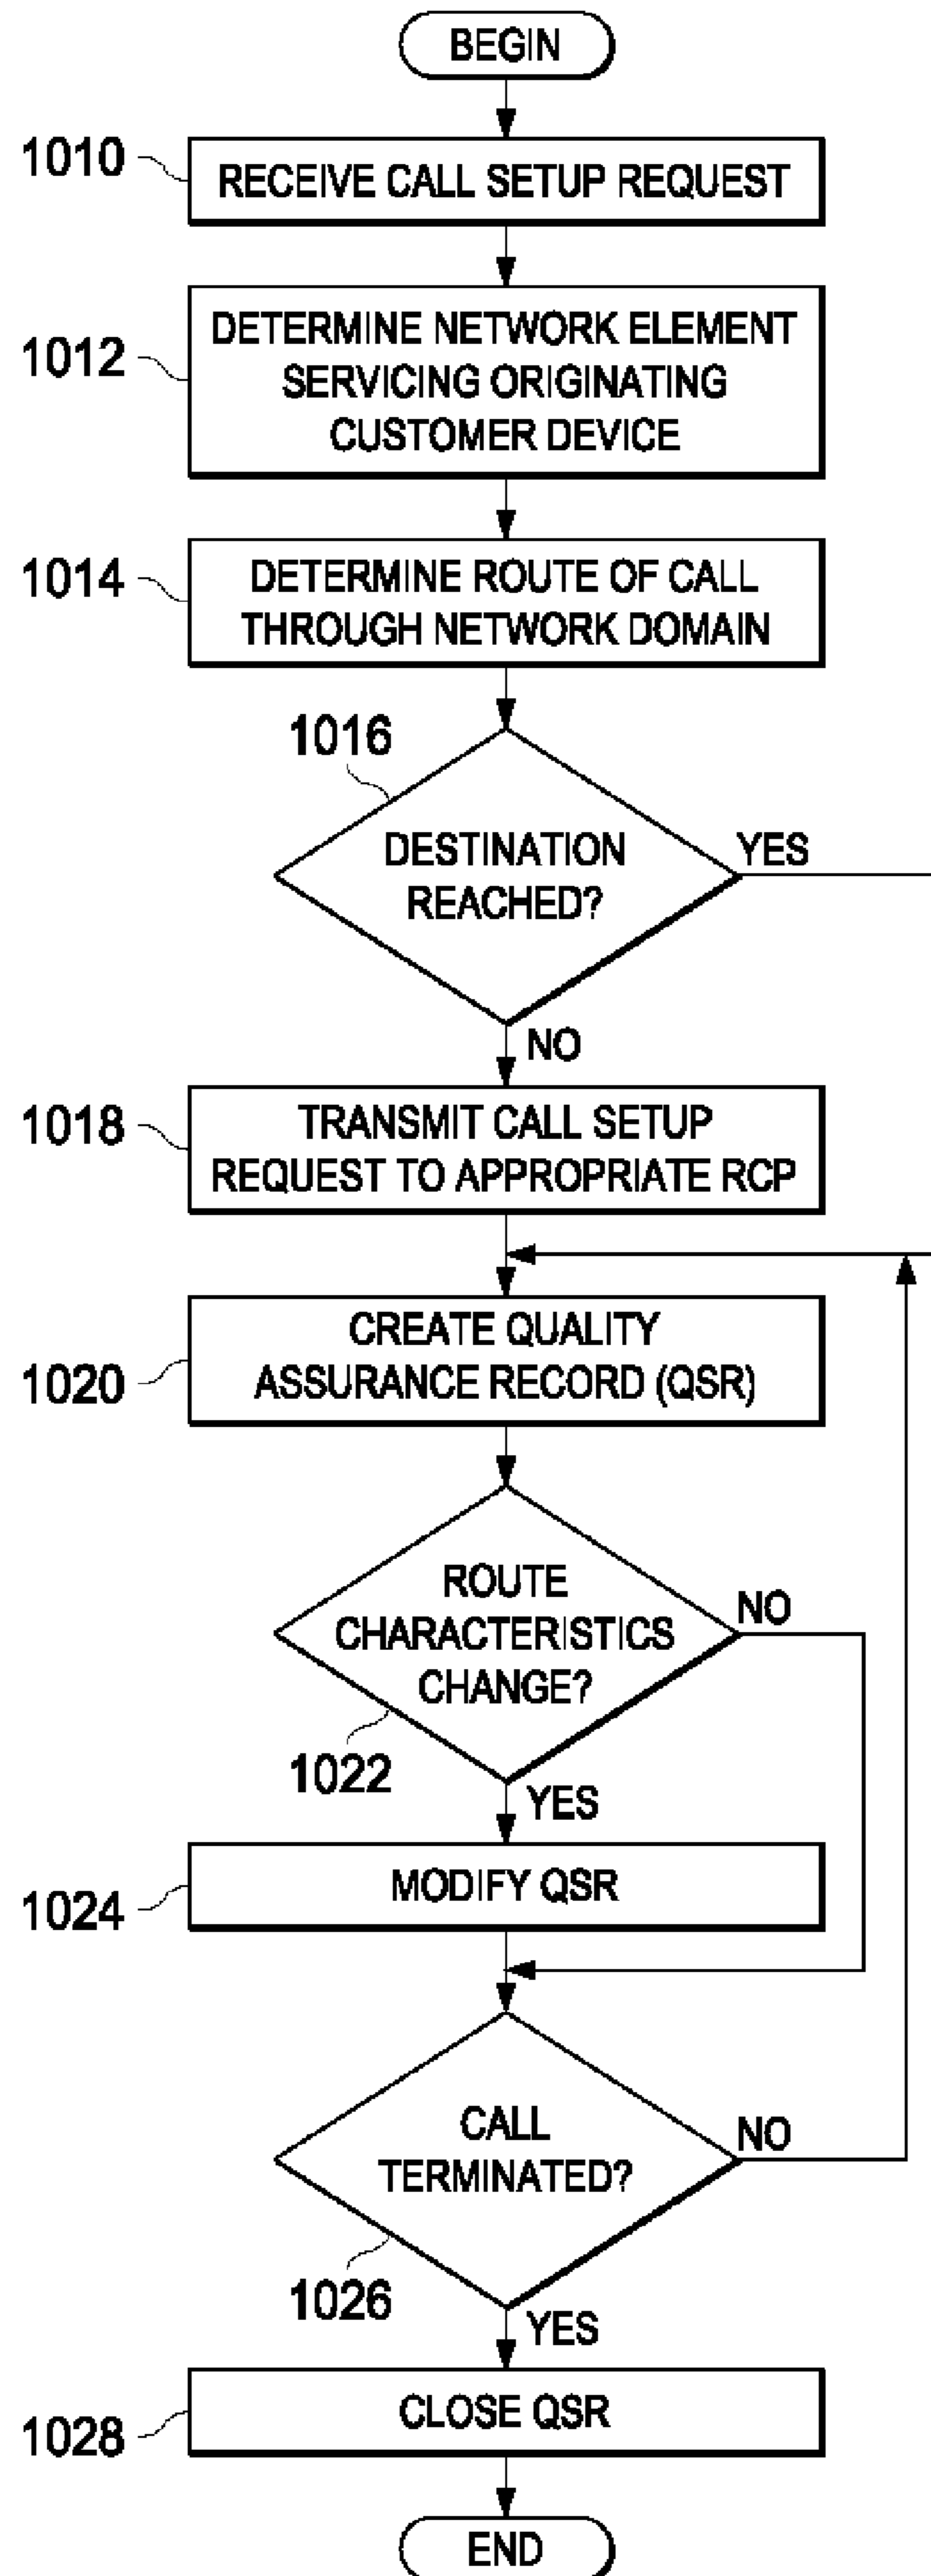 BEGIN
1010
RECEIVE CALL SETUP REQUEST
1012
DETERMINE NETWORK ELEMENT
SERVICING ORIGINATING
CUSTOMER DEVICE
1014
DETERMINE ROUTE OF CALL
THROUGH NETWORK DOMAIN
1016
DESTINATION
REACHED?
YES
NO
1018
TRANSMIT CALL SETUP
REQUEST TO APPROPRIATE RCP
1020
CREATE QUALITY
ASSURANCE RECORD (QSR)
ROUTE
CHARACTERISTICS
CHANGE?
NO
1022
YES
1024
MODIFY QSR
CALL
TERMINATED?
NO
1026
YES
1028
CLOSE QSR
END